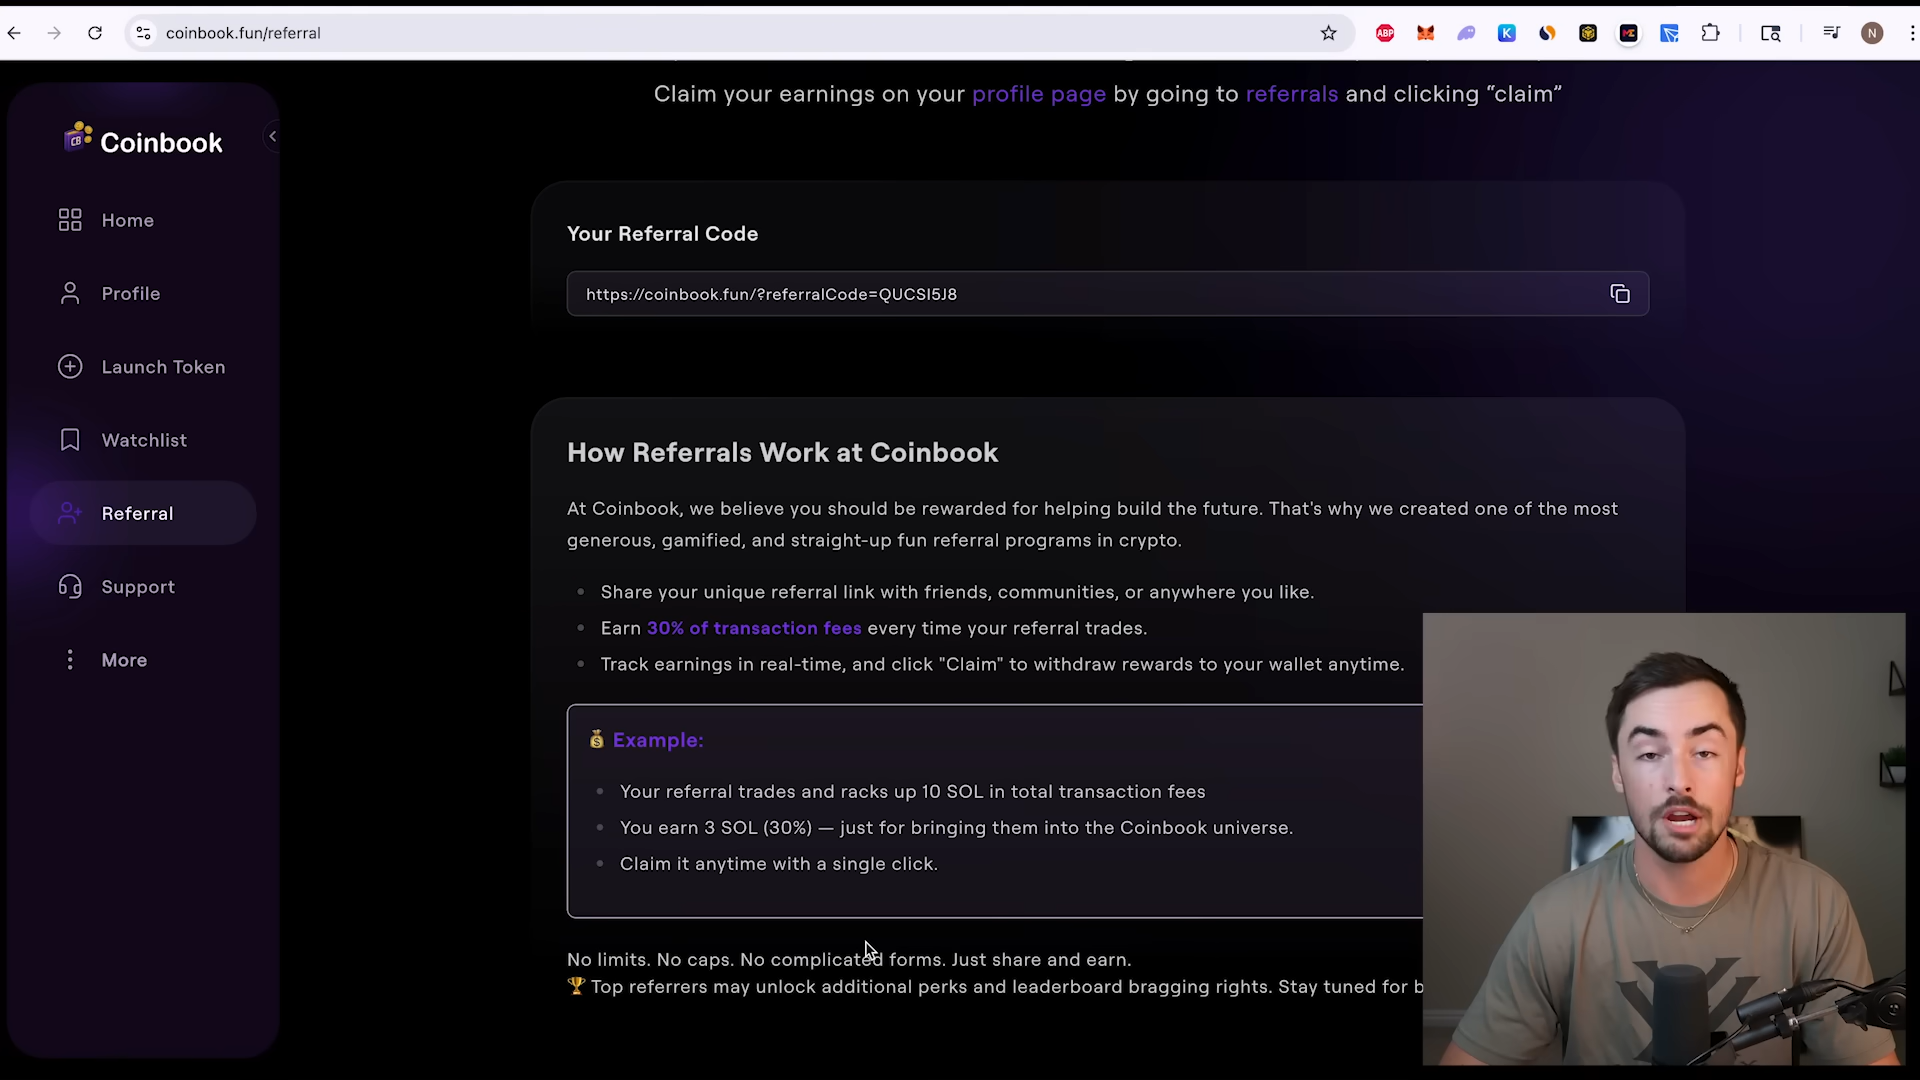 coinbook.fun/referral
ABP
K
N
Claim your earnings on your profile page by going to referrals and clicking “claim”
CB
Coinbook
Home
Profile
Launch Token
Watchlist
Referral
Support
More
Your Referral Code
https://coinbook.fun/?referralCode=QUCSI5J8
How Referrals Work at Coinbook
At Coinbook, we believe you should be rewarded for helping build the future. That's why we created one of the most
generous, gamified, and straight-up fun referral programs in crypto.
Share your unique referral link with friends, communities, or anywhere you like.
Earn 30% of transaction fees every time your referral trades.
Track earnings in real-time, and click "Claim" to withdraw rewards to your wallet anytime.
Example:
Your referral trades and racks up 10 SOL in total transaction fees
You earn 3 SOL (30%) — just for bringing them into the Coinbook universe.
Claim it anytime with a single click.
No limits. No caps. No complicated forms. Just share and earn.
Top referrers may unlock additional perks and leaderboard bragging rights. Stay tuned for b